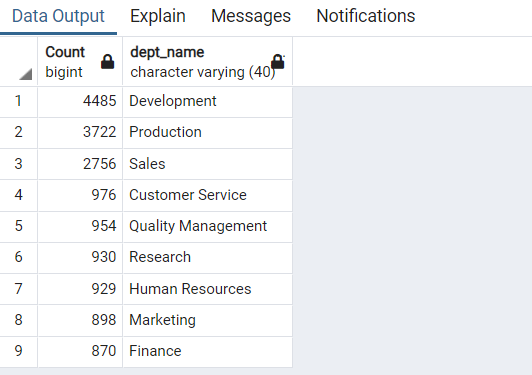 Data Output Explain Messages Notifications
Count dept_name
bigint character varying (40)
1 4485 Development
2 3722 Production
3 2756 Sales
4 976 Customer Service
5 954 Quality Management
6 930 Research
7 929 Human Resources
8 898 Marketing
9 870 Finance